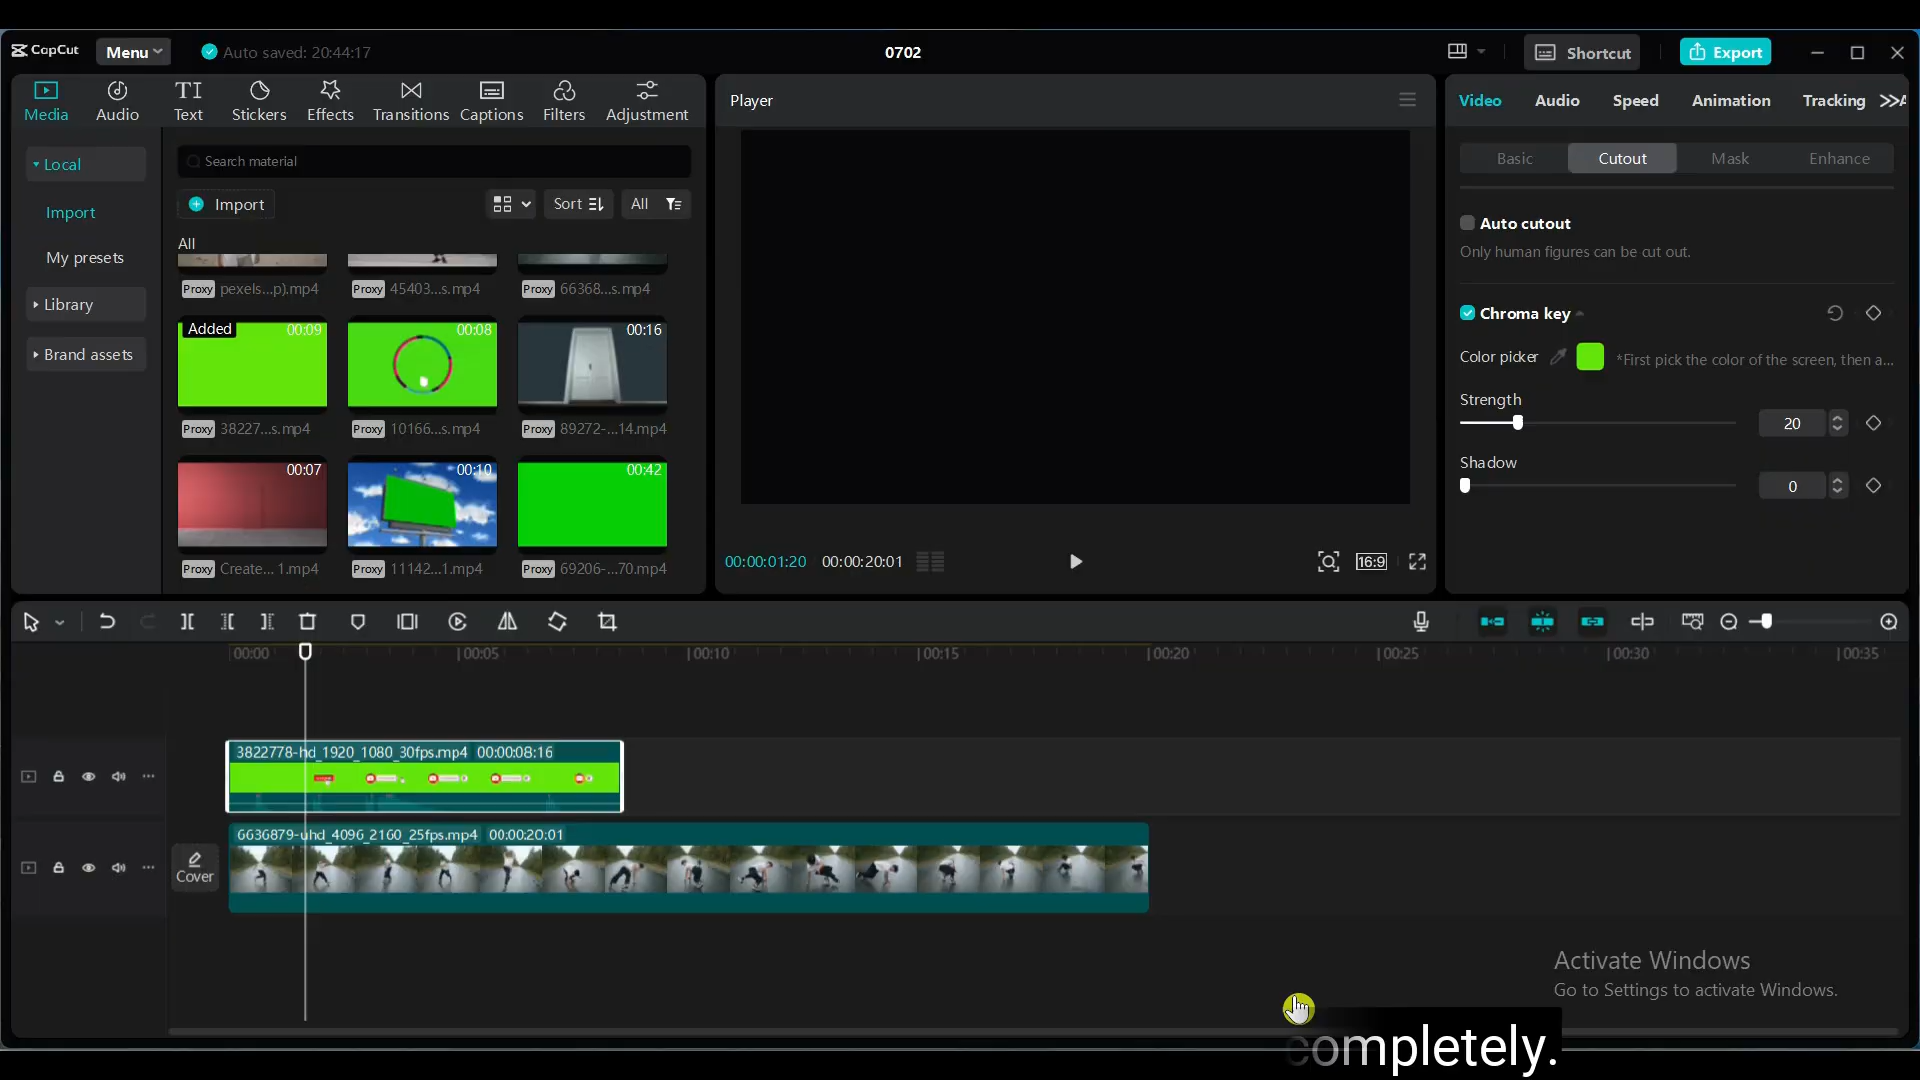 CapCut
Menu
Auto saved: 20:44:17
0702
Shortcut
Export
Media
Audio
Text
Stickers
Effects
Transitions
Captions
Filters
Adjustment
Local
Import
My presets
Library
Brand assets
Search material
Import
Sort
All
All
Proxy pexels...p).mp4
Proxy 45403...s.mp4
Proxy 66368...s.mp4
Added 00:09
00:08
00:16
Proxy 38227...s.mp4
Proxy 10166...s.mp4
Proxy 89272-...14.mp4
00:07
00:10
00:42
Proxy Create... 1.mp4
Proxy 11142...1.mp4
Proxy 69206-...70.mp4
Player
00:00:01:20 00:00:20:01
16:9
Video
Audio
Speed
Animation
Tracking
Basic
Cutout
Mask
Enhance
Auto cutout
Only human figures can be cut out.
Chroma key
Color picker
*First pick the color of the screen, then a...
Strength
20
Shadow
0
00:00
00:05
00:10
00:15
00:20
00:25
00:30
00:35
3822778-hd_1920_1080_30fps.mp4 00:00:08:16
Cover
6636879-uhd_4096_2160_25fps.mp4 00:00:20:01
Activate Windows
Go to Settings to activate Windows.
completely.